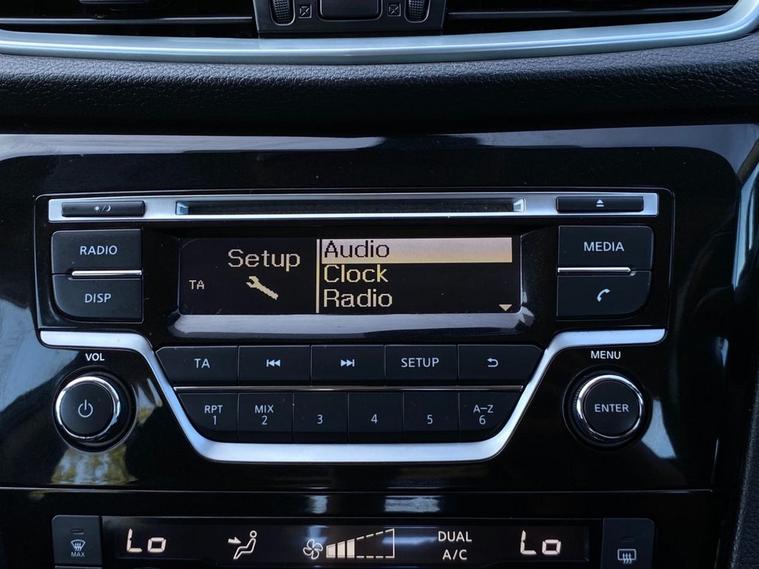 RADIO
DISP
TA
Setup
Audio
Clock
Radio
MEDIA
VOL
TA
SETUP
MENU
RPT
1
MIX
2
3
4
5
A-Z
6
ENTER
MAX
Lo
DUAL
A/C
Lo